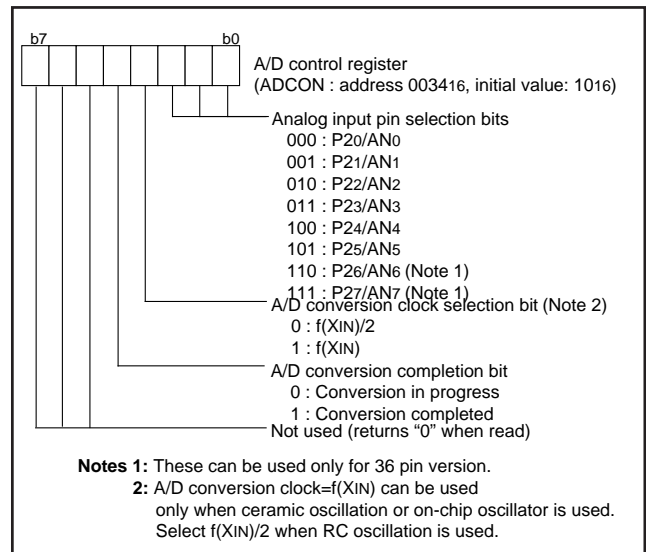 b7 b0
A/D control register
(ADCON : address 003416, initial value: 1016)
Analog input pin selection bits
000 : P20/AN0
001 : P21/AN1
010 : P22/AN2
011 : P23/AN3
100 : P24/AN4
101 : P25/AN5
110 : P26/AN6 (Note 1)
111 : P27/AN7 (Note 1)
A/D conversion clock selection bit (Note 2)
0 : f(XIN)/2
1 : f(XIN)
A/D conversion completion bit
0 : Conversion in progress
1 : Conversion completed
Not used (returns “0” when read)
Notes 1: These can be used only for 36 pin version.
2: A/D conversion clock=f(XIN) can be used
only when ceramic oscillation or on-chip oscillator is used.
Select f(XIN)/2 when RC oscillation is used.